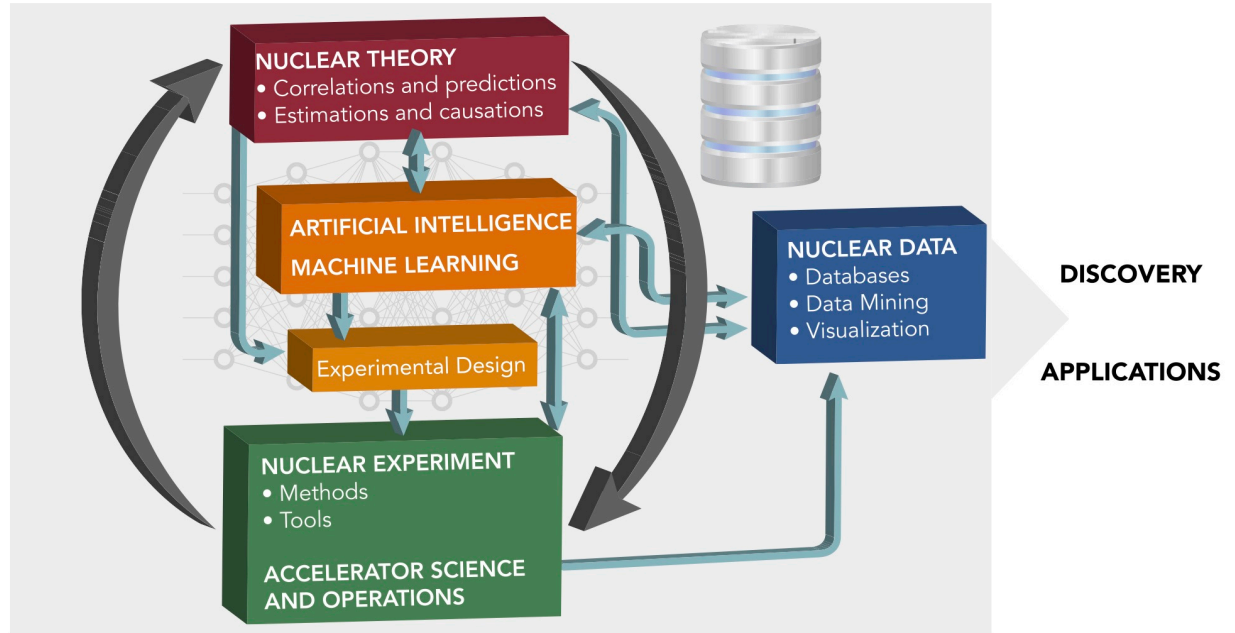 NUCLEAR THEORY
• Correlations and predictions
• Estimations and causations
ARTIFICIAL INTELLIGENCE
MACHINE LEARNING
Experimental Design
NUCLEAR EXPERIMENT
• Methods
• Tools
ACCELERATOR SCIENCE
AND OPERATIONS
NUCLEAR DATA
• Databases
• Data Mining
• Visualization
DISCOVERY
APPLICATIONS